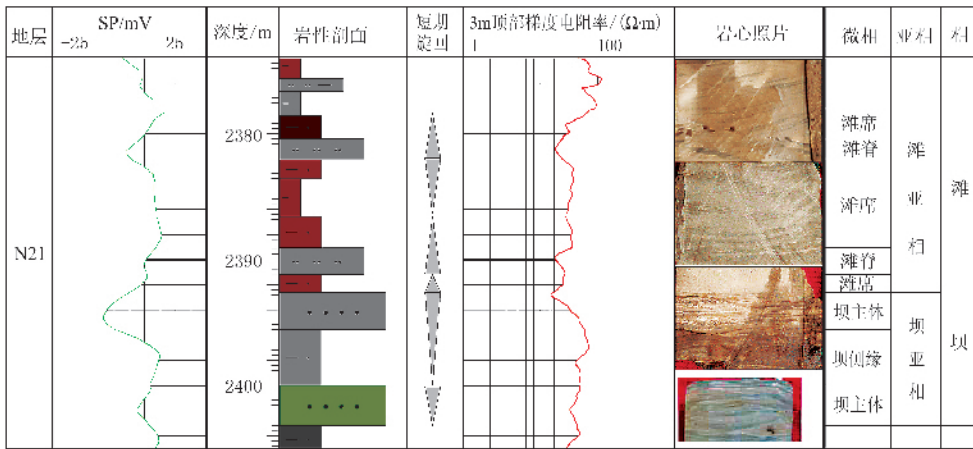 地层
SP/mV
-25 25
深度/m
岩性剖面
短期
旋回
3m顶部梯度电阻率/(Ω·m)
1 100
岩心照片
微相
亚相
相
N21
2380
2390
2400
滩席
滩脊
滩席
滩脊
滩席
坝主体
坝侧缘
坝主体
滩
亚
相
坝
亚
相
滩
坝